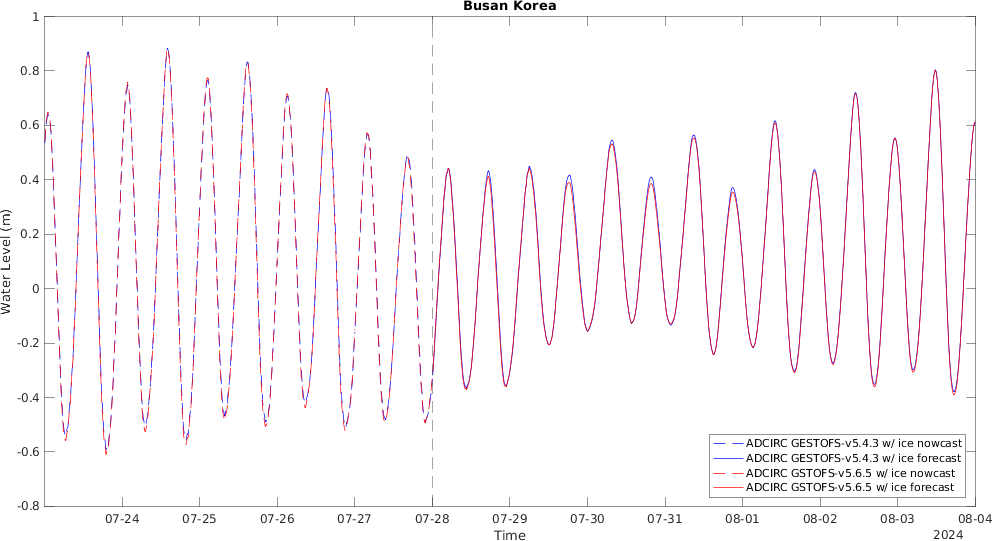 Busan Korea
1
0.8
0.6
0.4
0.2
0
-0.2
-0.4
-0.6
-0.8
Water Level (m)
07-24 07-25 07-26 07-27 07-28 07-29 07-30 07-31 08-01 08-02 08-03 08-04
Time
2024
ADCIRC GESTOFS-v5.4.3 w/ ice nowcast
ADCIRC GESTOFS-v5.4.3 w/ ice forecast
ADCIRC GSTOFS-v5.6.5 w/ ice nowcast
ADCIRC GSTOFS-v5.6.5 w/ ice forecast